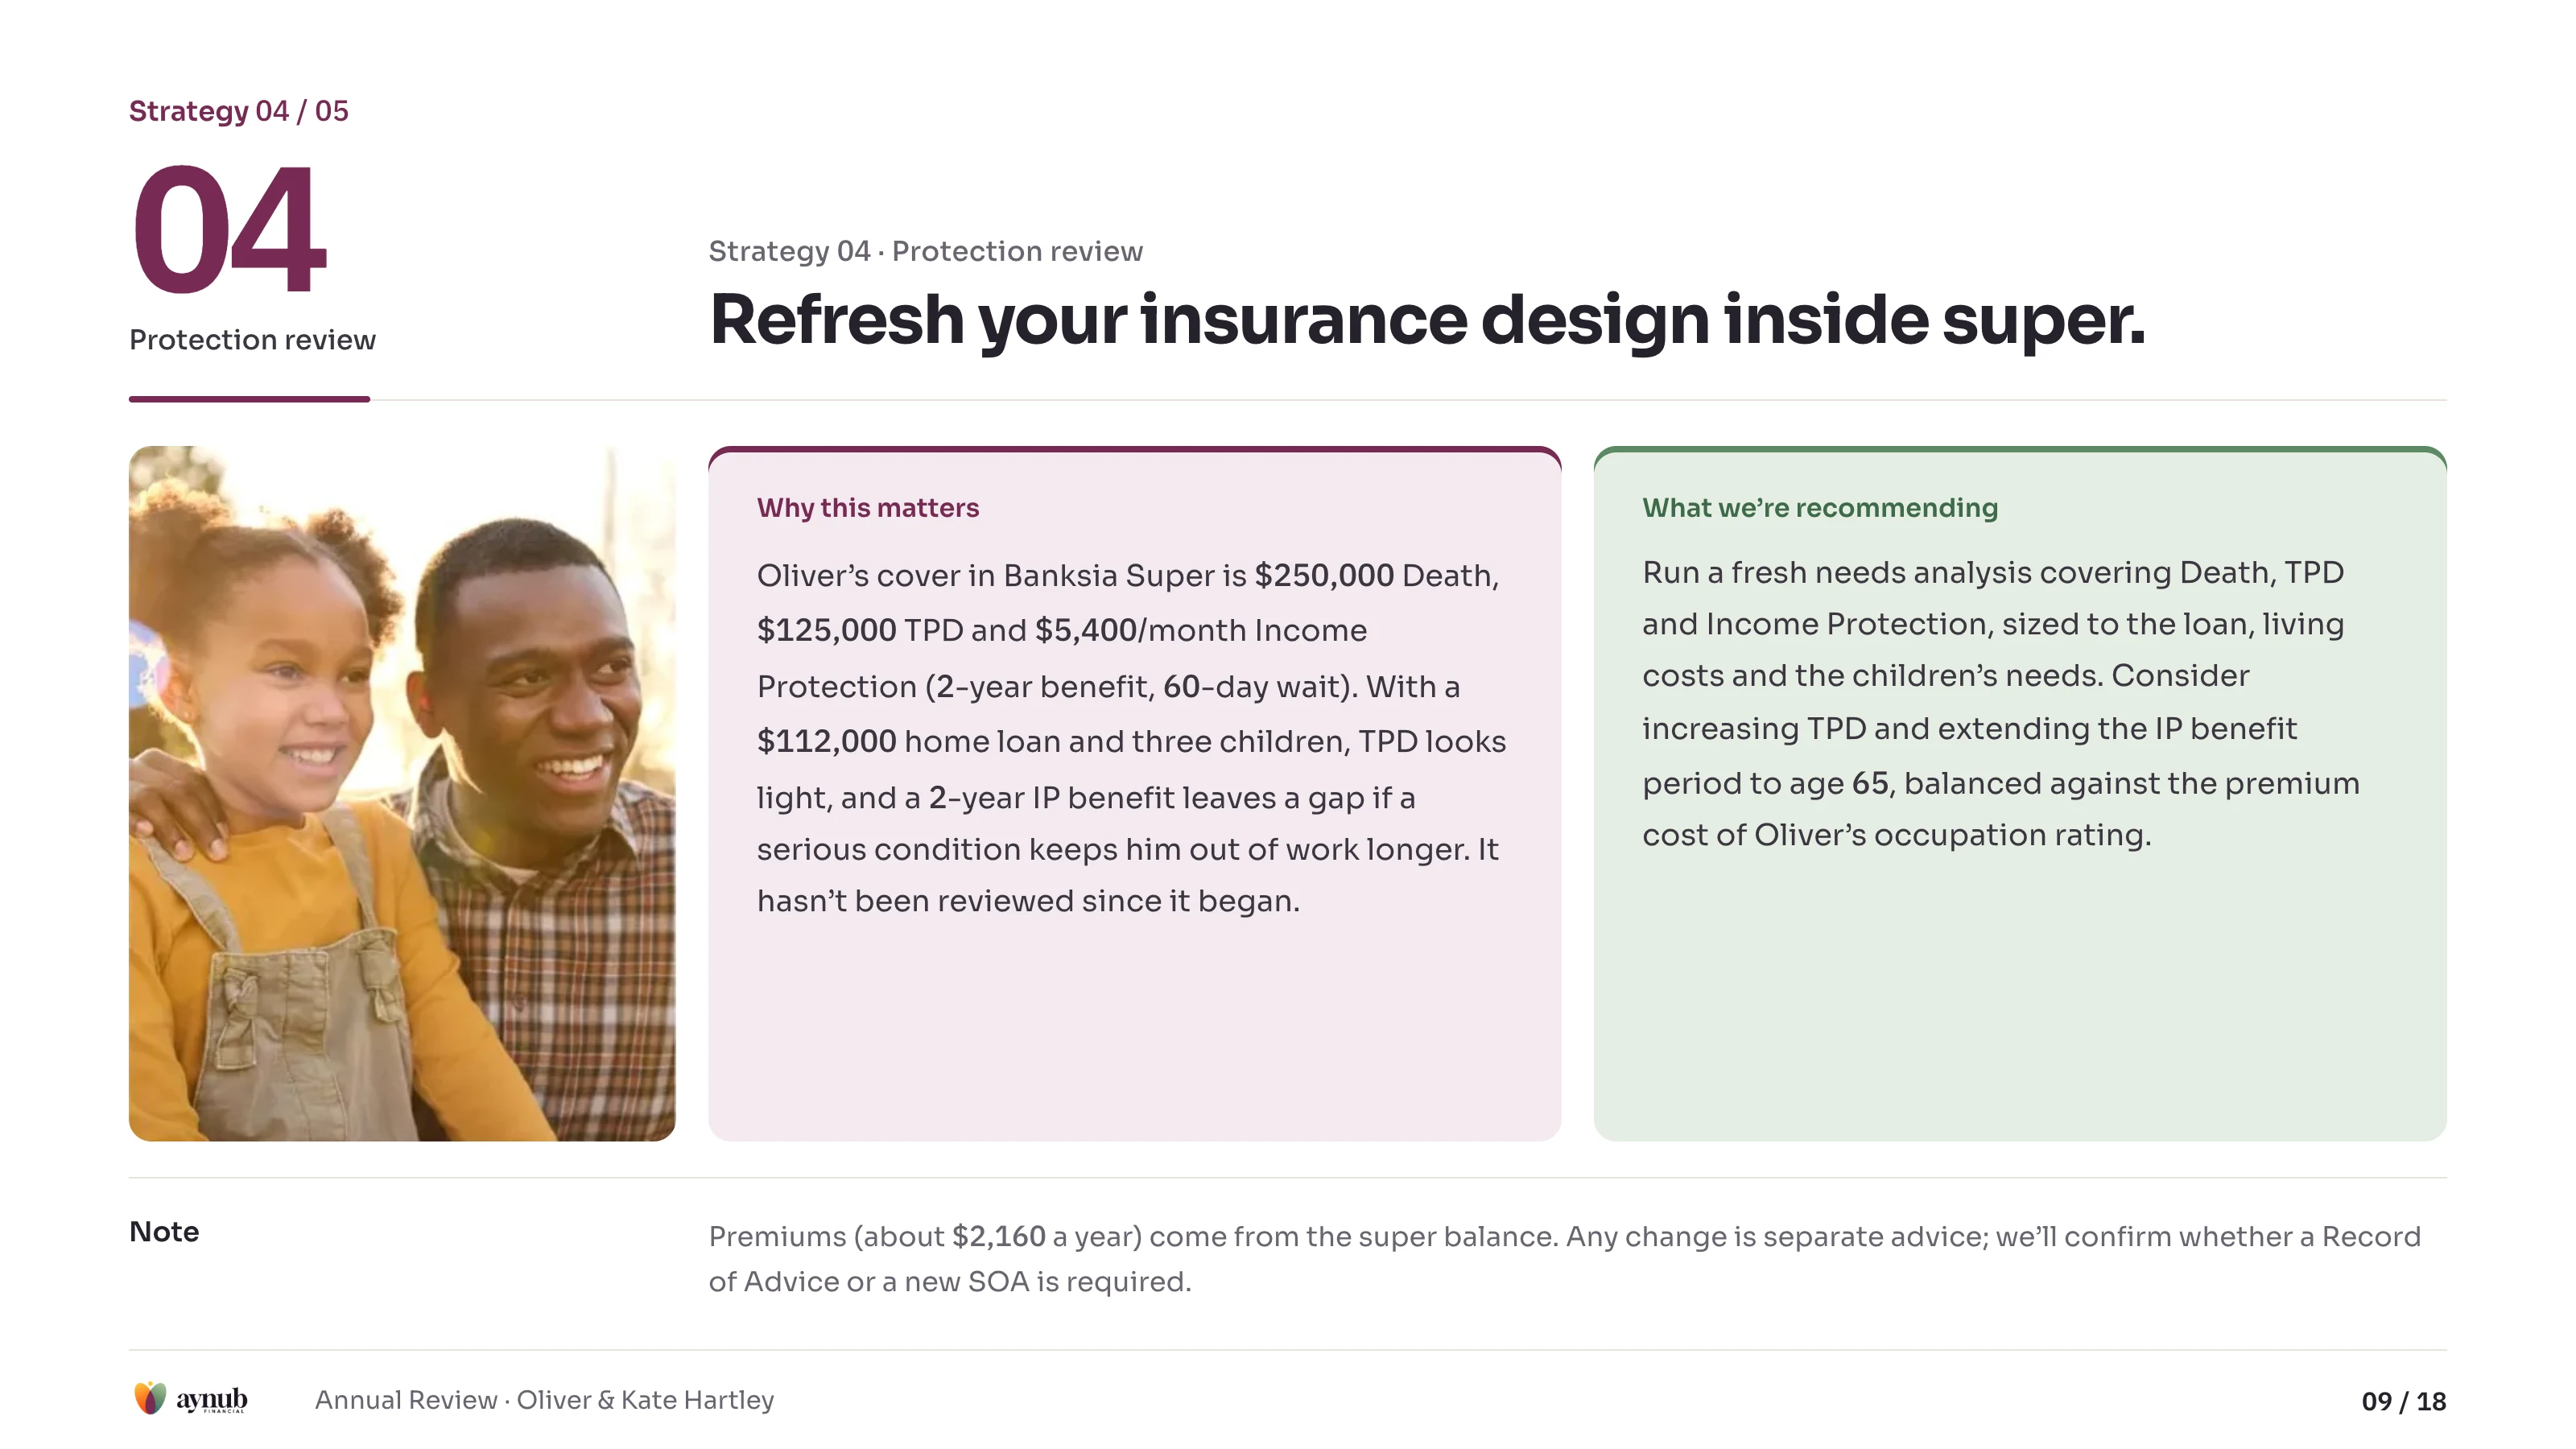 Strategy 04 / 05
04
Protection review
Strategy 04 · Protection review
Refresh your insurance design inside super.
Why this matters
Oliver’s cover in Banksia Super is $250,000 Death,
$125,000 TPD and $5,400/month Income
Protection (2-year benefit, 60-day wait). With a
$112,000 home loan and three children, TPD looks
light, and a 2-year IP benefit leaves a gap if a
serious condition keeps him out of work longer. It
hasn’t been reviewed since it began.
What we’re recommending
Run a fresh needs analysis covering Death, TPD
and Income Protection, sized to the loan, living
costs and the children’s needs. Consider
increasing TPD and extending the IP benefit
period to age 65, balanced against the premium
cost of Oliver’s occupation rating.
Note
Premiums (about $2,160 a year) come from the super balance. Any change is separate advice; we’ll confirm whether a Record
of Advice or a new SOA is required.
aynub
FINANCIAL
Annual Review · Oliver & Kate Hartley
09 / 18